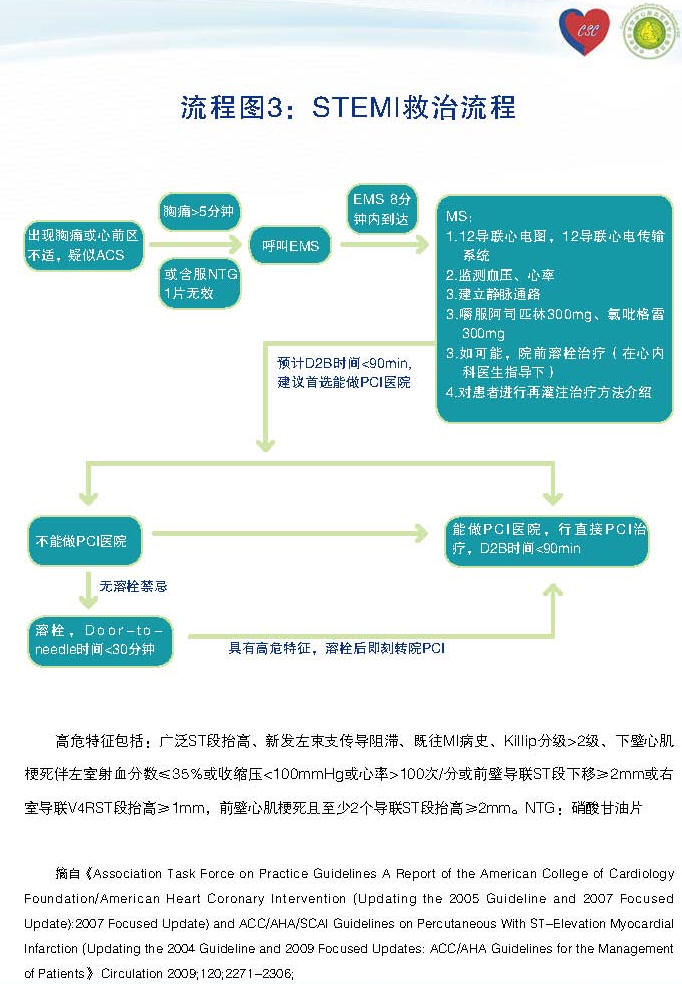 CSC
流程图3：STEMI救治流程
出现胸痛或心前区
不适，疑似ACS
胸痛>5分钟
或含服NTG
1片无效
呼叫EMS
EMS 8分
钟内到达
MS：
1.12导联心电图，12导联心电传输
系统
2.监测血压、心率
3.建立静脉通路
3.嚼服阿司匹林300mg、氯吡格雷
300mg
3.如可能，院前溶栓治疗（在心内
科医生指导下）
4.对患者进行再灌注治疗方法介绍
预计D2B时间<90min,
建议首选能做PCI医院
不能做PCI医院
能做PCI医院，行直接PCI治
疗，D2B时间<90min
无溶栓禁忌
溶栓，Door-to-
needle时间<30分钟
具有高危特征，溶栓后即刻转院PCI
高危特征包括：广泛ST段抬高、新发左束支传导阻滞、既往MI病史、Killip分级>2级、下壁心肌
梗死伴左室射血分数≤35%或收缩压<100mmHg或心率>100次/分或前壁导联ST段下移≥2mm或右
室导联V4RST段抬高≥1mm，前壁心肌梗死且至少2个导联ST段抬高≥2mm。NTG：硝酸甘油片
摘自《Association Task Force on Practice Guidelines A Report of the American College of Cardiology
Foundation/American Heart Coronary Intervention (Updating the 2005 Guideline and 2007 Focused
Update):2007 Focused Update) and ACC/AHA/SCAI Guidelines on Percutaneous With ST-Elevation Myocardial
Infarction (Updating the 2004 Guideline and 2009 Focused Updates: ACC/AHA Guidelines for the Management
of Patients》Circulation 2009;120;2271-2306;